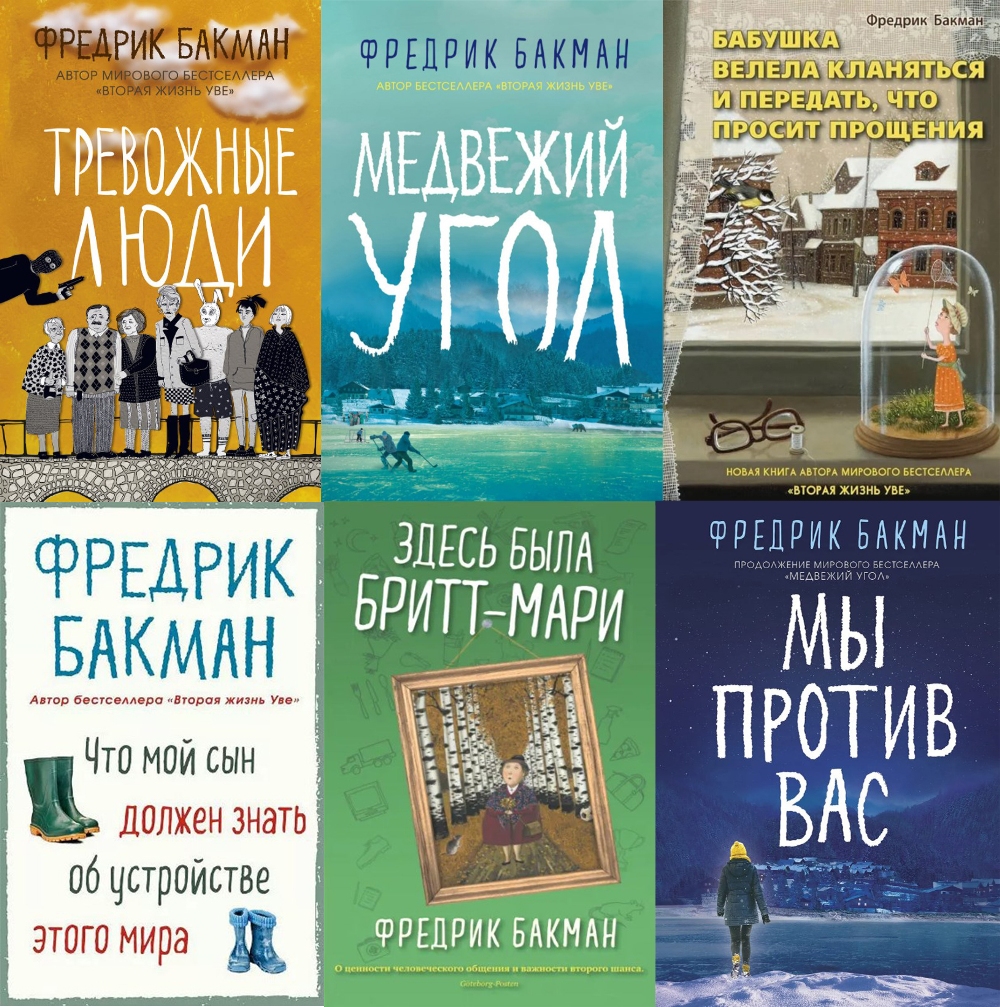 ФРЕДРИК БАКМАН
АВТОР МИРОВОГО БЕСТСЕЛЛЕРА
«ВТОРАЯ ЖИЗНЬ УВЕ»
ТРЕВОЖНЫЕ
ЛЮДИ
ФРЕДРИК БАКМАН
АВТОР БЕСТСЕЛЛЕРА «ВТОРАЯ ЖИЗНЬ УВЕ»
МЕДВЕЖИЙ
УГОЛ
Фредрик Бакман
БАБУШКА
ВЕЛЕЛА КЛАНЯТЬСЯ
И ПЕРЕДАТЬ, ЧТО
ПРОСИТ ПРОЩЕНИЯ
НОВАЯ КНИГА АВТОРА МИРОВОГО БЕСТСЕЛЛЕРА
«ВТОРАЯ ЖИЗНЬ УВЕ»
ФРЕДРИК
БАКМАН
Автор бестселлера «Вторая жизнь Уве»
Что мой сын
должен знать
об устройстве
этого мира
ЗДЕСЬ БЫЛА
БРИТТ-МАРИ
ФРЕДРИК БАКМАН
О ценности человеческого общения и важности второго шанса.
Göteborg-Posten
ФРЕДРИК БАКМАН
ПРОДОЛЖЕНИЕ МИРОВОГО БЕСТСЕЛЛЕРА
«МЕДВЕЖИЙ УГОЛ»
МЫ
ПРОТИВ
ВАС